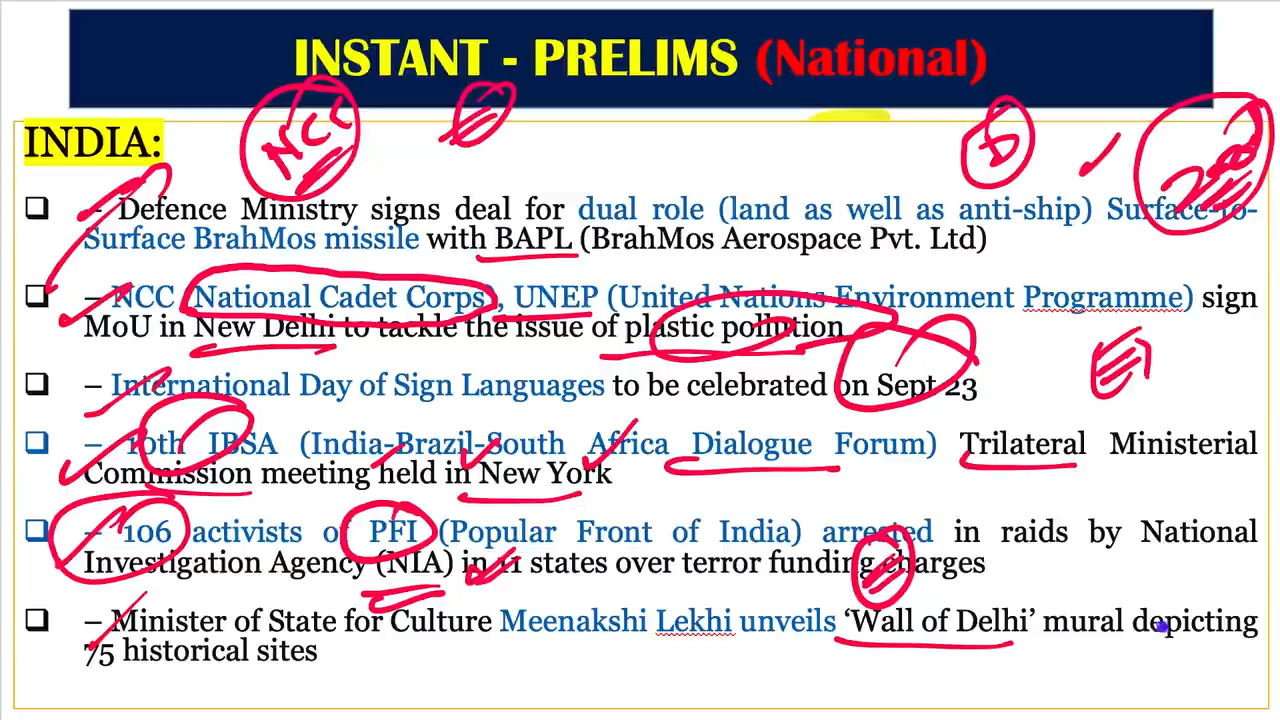 INSTANT - PRELIMS (National)
NCC
D
INDIA:
– Defence Ministry signs deal for dual role (land as well as anti-ship) Surface-to-
Surface BrahMos missile with BAPL (BrahMos Aerospace Pvt. Ltd)
– NCC (National Cadet Corps), UNEP (United Nations Environment Programme) sign
MoU in New Delhi to tackle the issue of plastic pollution
– International Day of Sign Languages to be celebrated on Sept 23
– 10th IBSA (India-Brazil-South Africa Dialogue Forum) Trilateral Ministerial
Commission meeting held in New York
– 106 activists of PFI (Popular Front of India) arrested in raids by National
Investigation Agency (NIA) in 11 states over terror funding charges
– Minister of State for Culture Meenakshi Lekhi unveils ‘Wall of Delhi’ mural depicting
75 historical sites